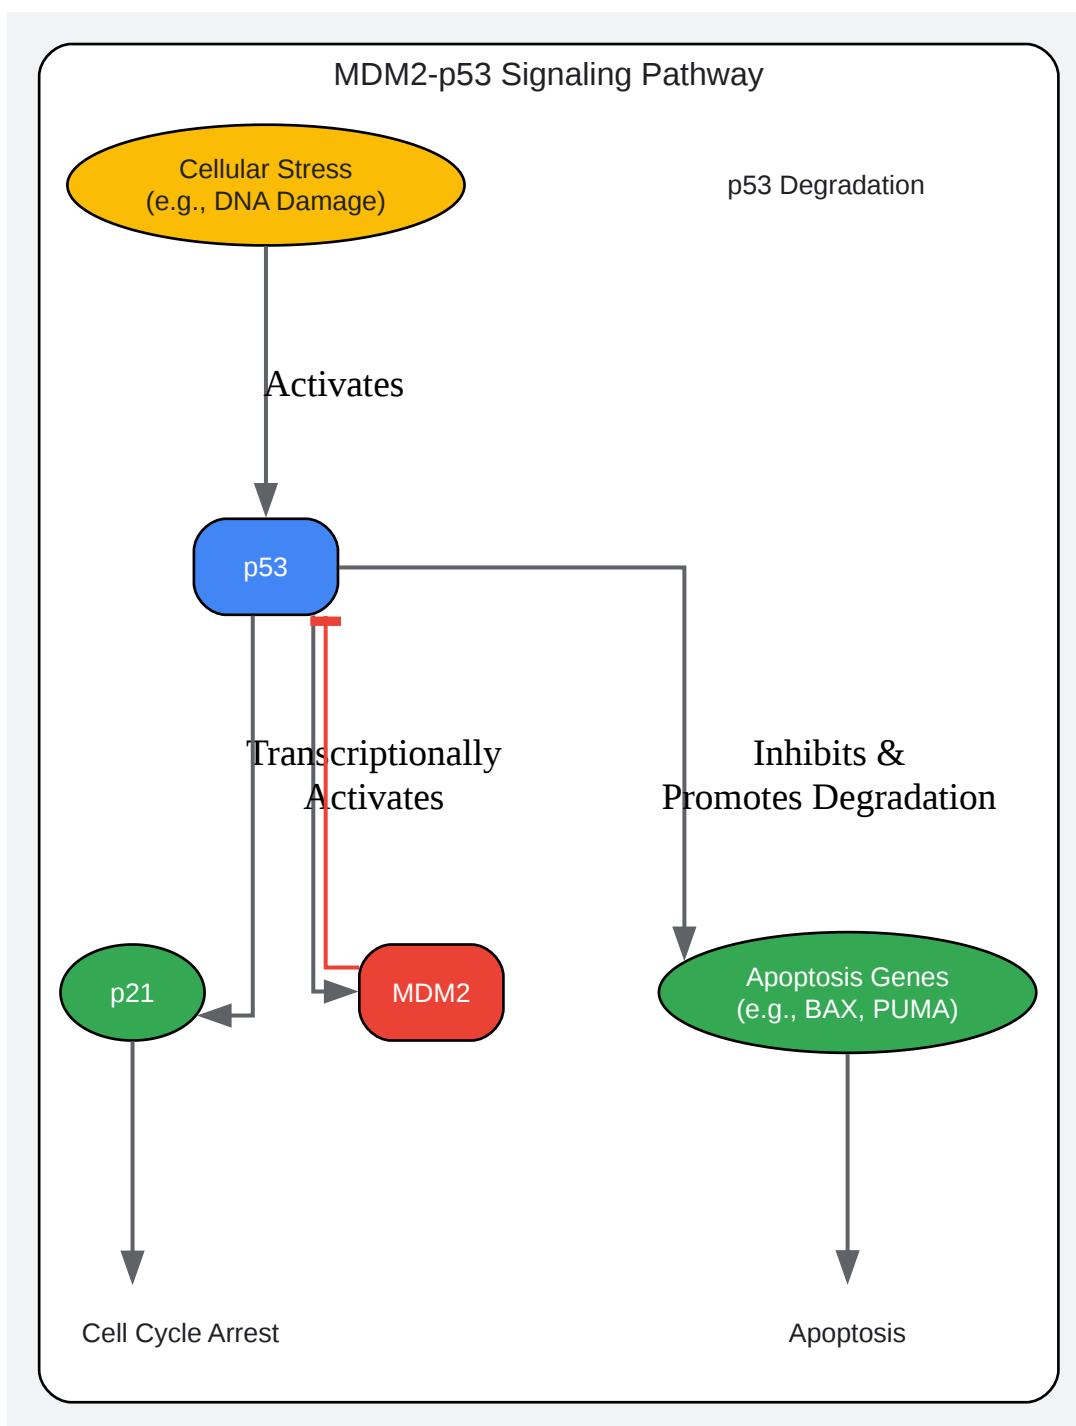 MDM2-p53 Signaling Pathway
Cellular Stress
(e.g., DNA Damage)
p53 Degradation
Activates
p53
Transcriptionally
Activates
Inhibits &
Promotes Degradation
p21
MDM2
Apoptosis Genes
(e.g., BAX, PUMA)
Cell Cycle Arrest
Apoptosis